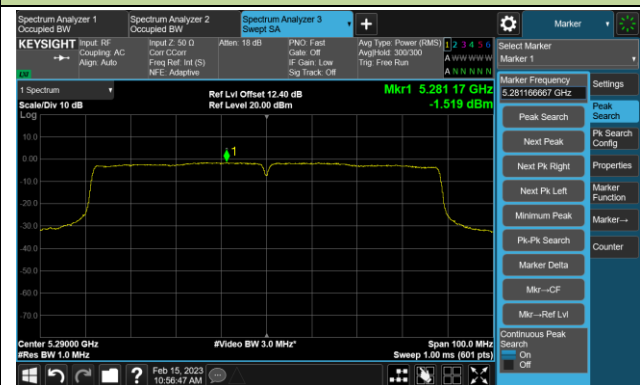 Spectrum Analyzer 1
Occupied BW
Spectrum Analyzer 2
Occupied BW
Spectrum Analyzer 3
Swept SA
+
Marker
KEYSIGHT
Input: RF
Coupling: AC
Align: Auto
Input Z: 50 Ω
Corr CCorr
Freq Ref: Int (S)
NFE: Adaptive
Atten: 18 dB
PNO: Fast
Gate: Off
IF Gain: Low
Sig Track: Off
Avg Type: Power (RMS)
Avg|Hold: 300/300
Trig: Free Run
1 2 3 4 5 6
A W W W W W
A N N N N N
LXI
Select Marker
Marker 1
1 Spectrum
Scale/Div 10 dB
Log
Ref Lvl Offset 12.40 dB
Ref Level 20.00 dBm
Mkr1 5.281 17 GHz
-1.519 dBm
10.0
0.00
-10.0
-20.0
-30.0
-40.0
-50.0
-60.0
-70.0
1
Center 5.29000 GHz
#Res BW 1.0 MHz
#Video BW 3.0 MHz*
Span 100.0 MHz
Sweep 1.00 ms (601 pts)
Marker Frequency
5.281166667 GHz
Peak Search
Next Peak
Next Pk Right
Next Pk Left
Minimum Peak
Pk-Pk Search
Marker Delta
Mkr→CF
Mkr→Ref Lvl
Continuous Peak
Search
On
Off
Settings
Peak
Search
Pk Search
Config
Properties
Marker
Function
Marker→
Counter
?
Feb 15, 2023
10:56:47 AM